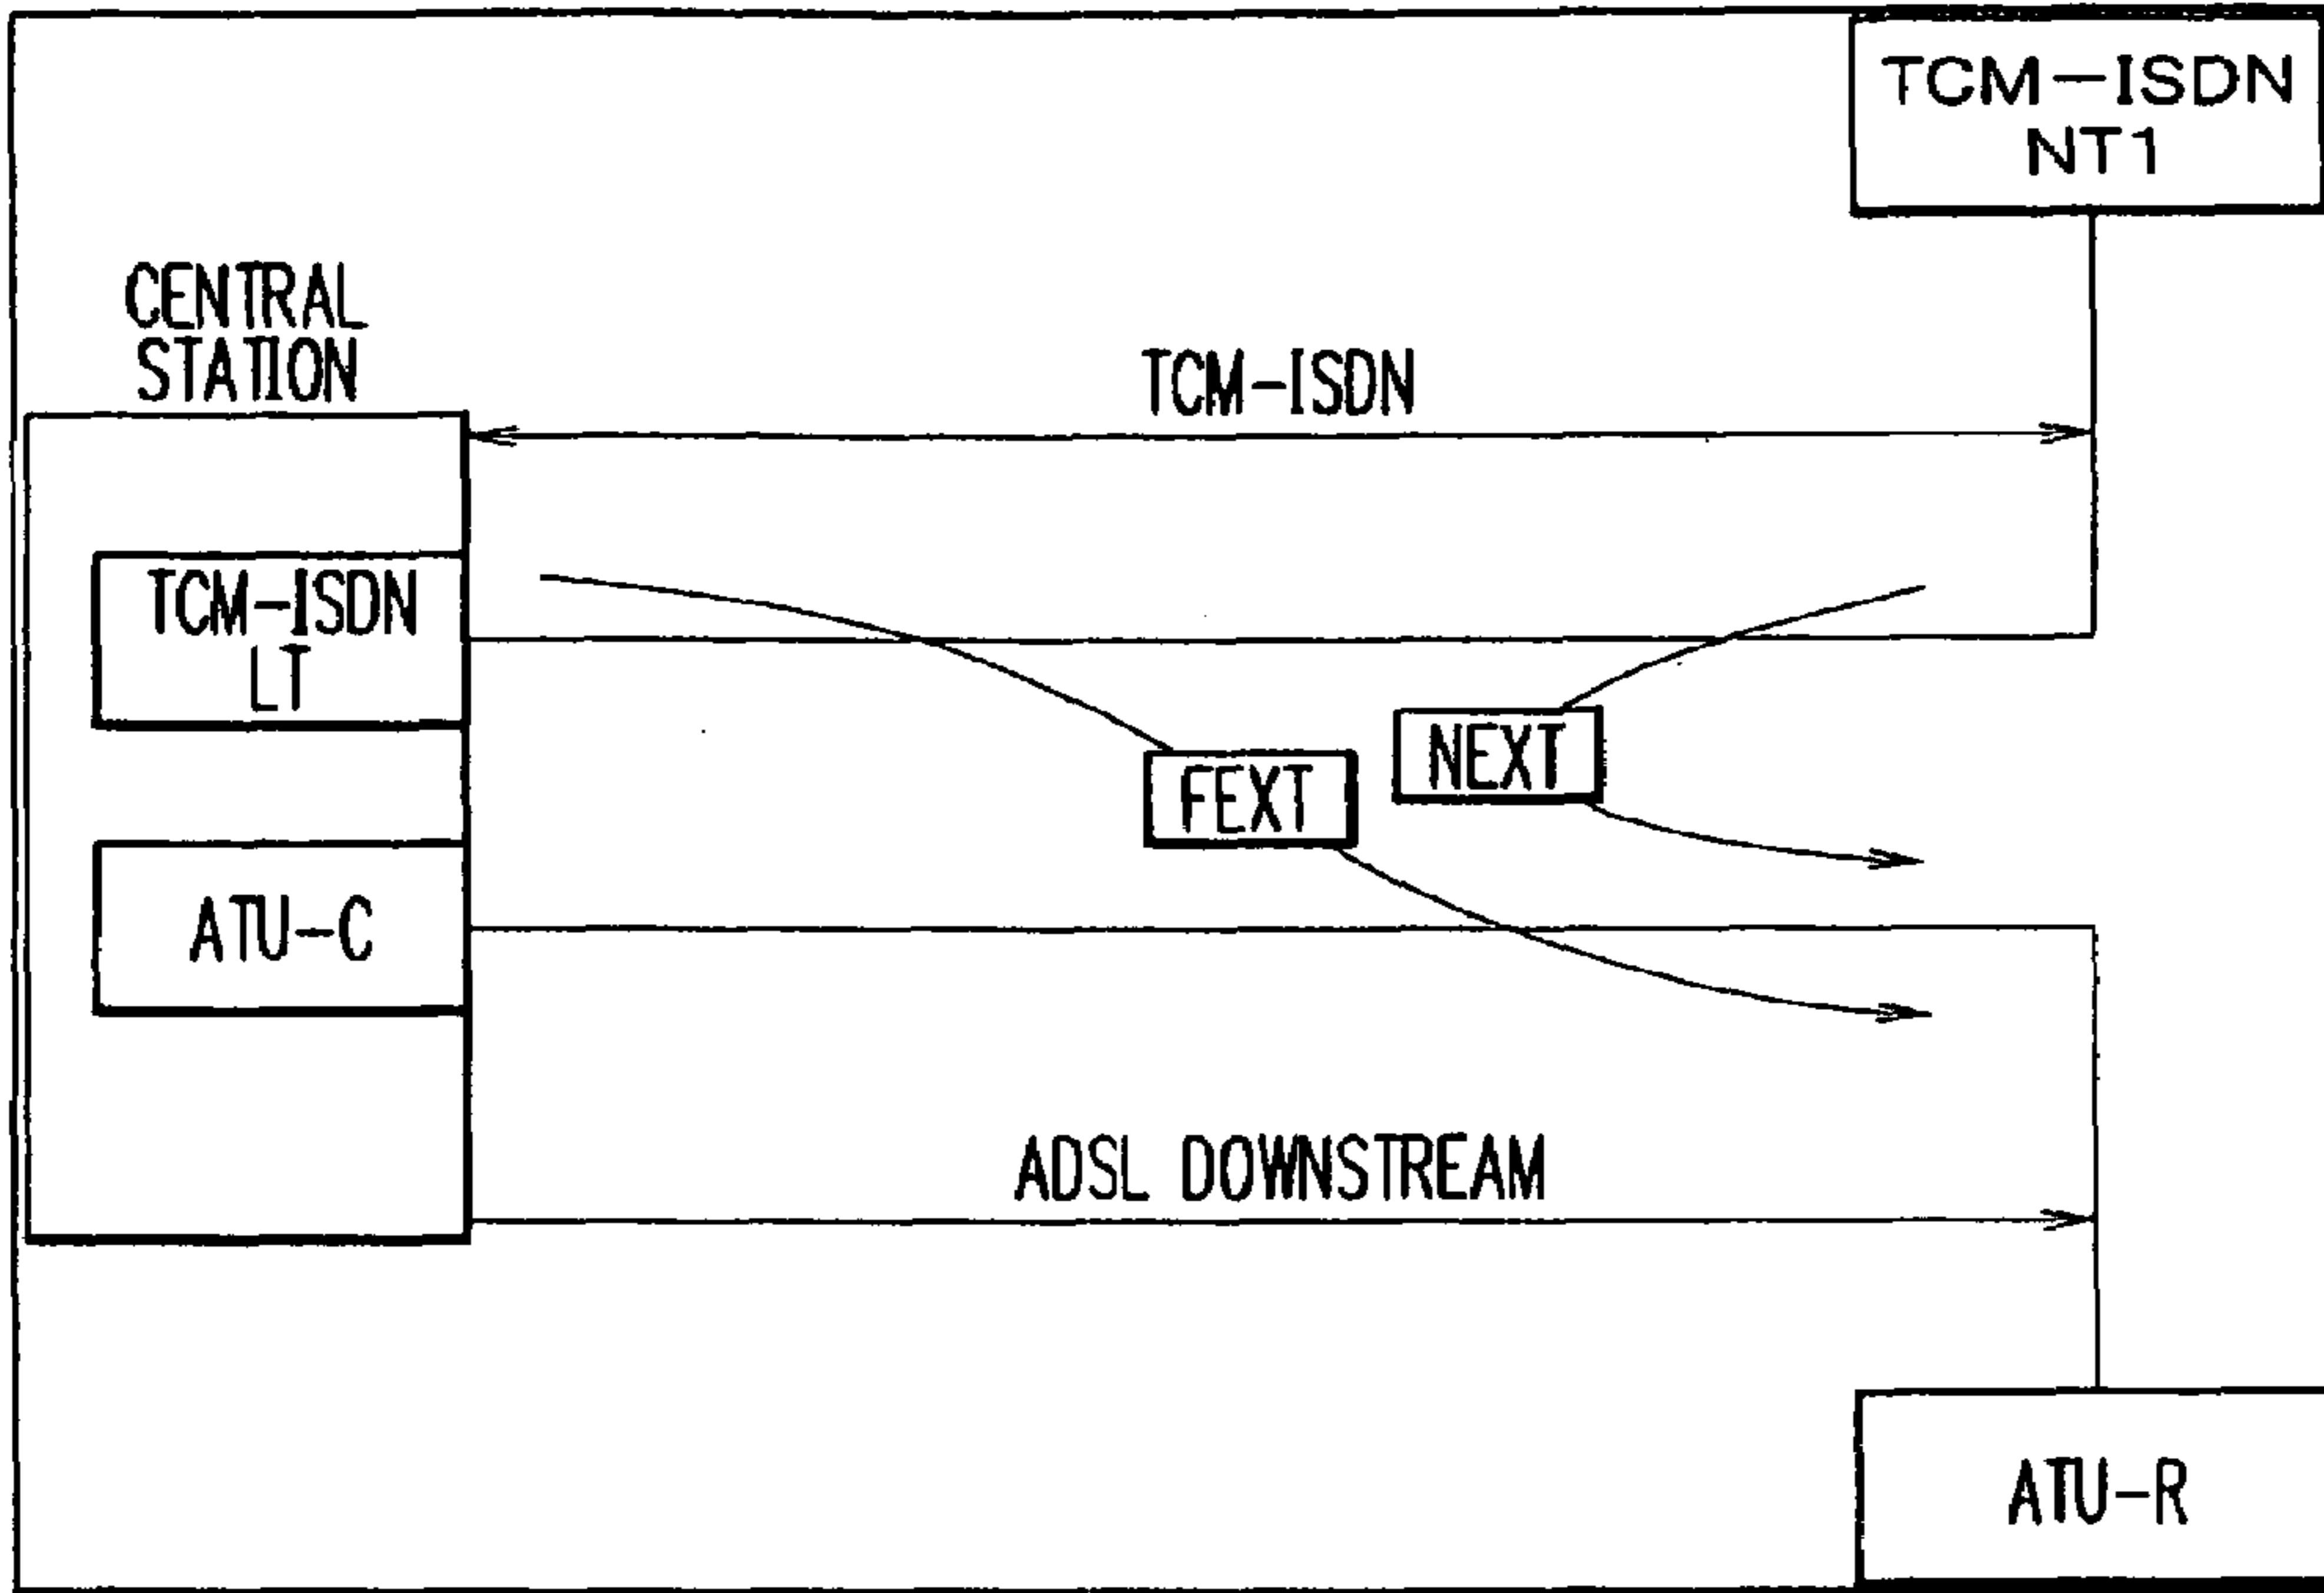 TCM-ISDN
NT1
CENTRAL
STATION
TCM-ISDN
TCM-ISDN
LT
NEXT
FEXT
ATU-C
ADSL DOWNSTREAM
ATU-R